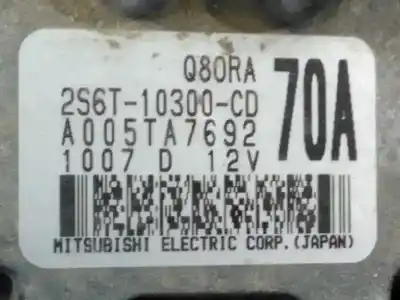 Q80RA
70A
2S6T-10300-CD
A005TA7692
1007 D 12V
MITSUBISHI ELECTRIC CORP.(JAPAN)